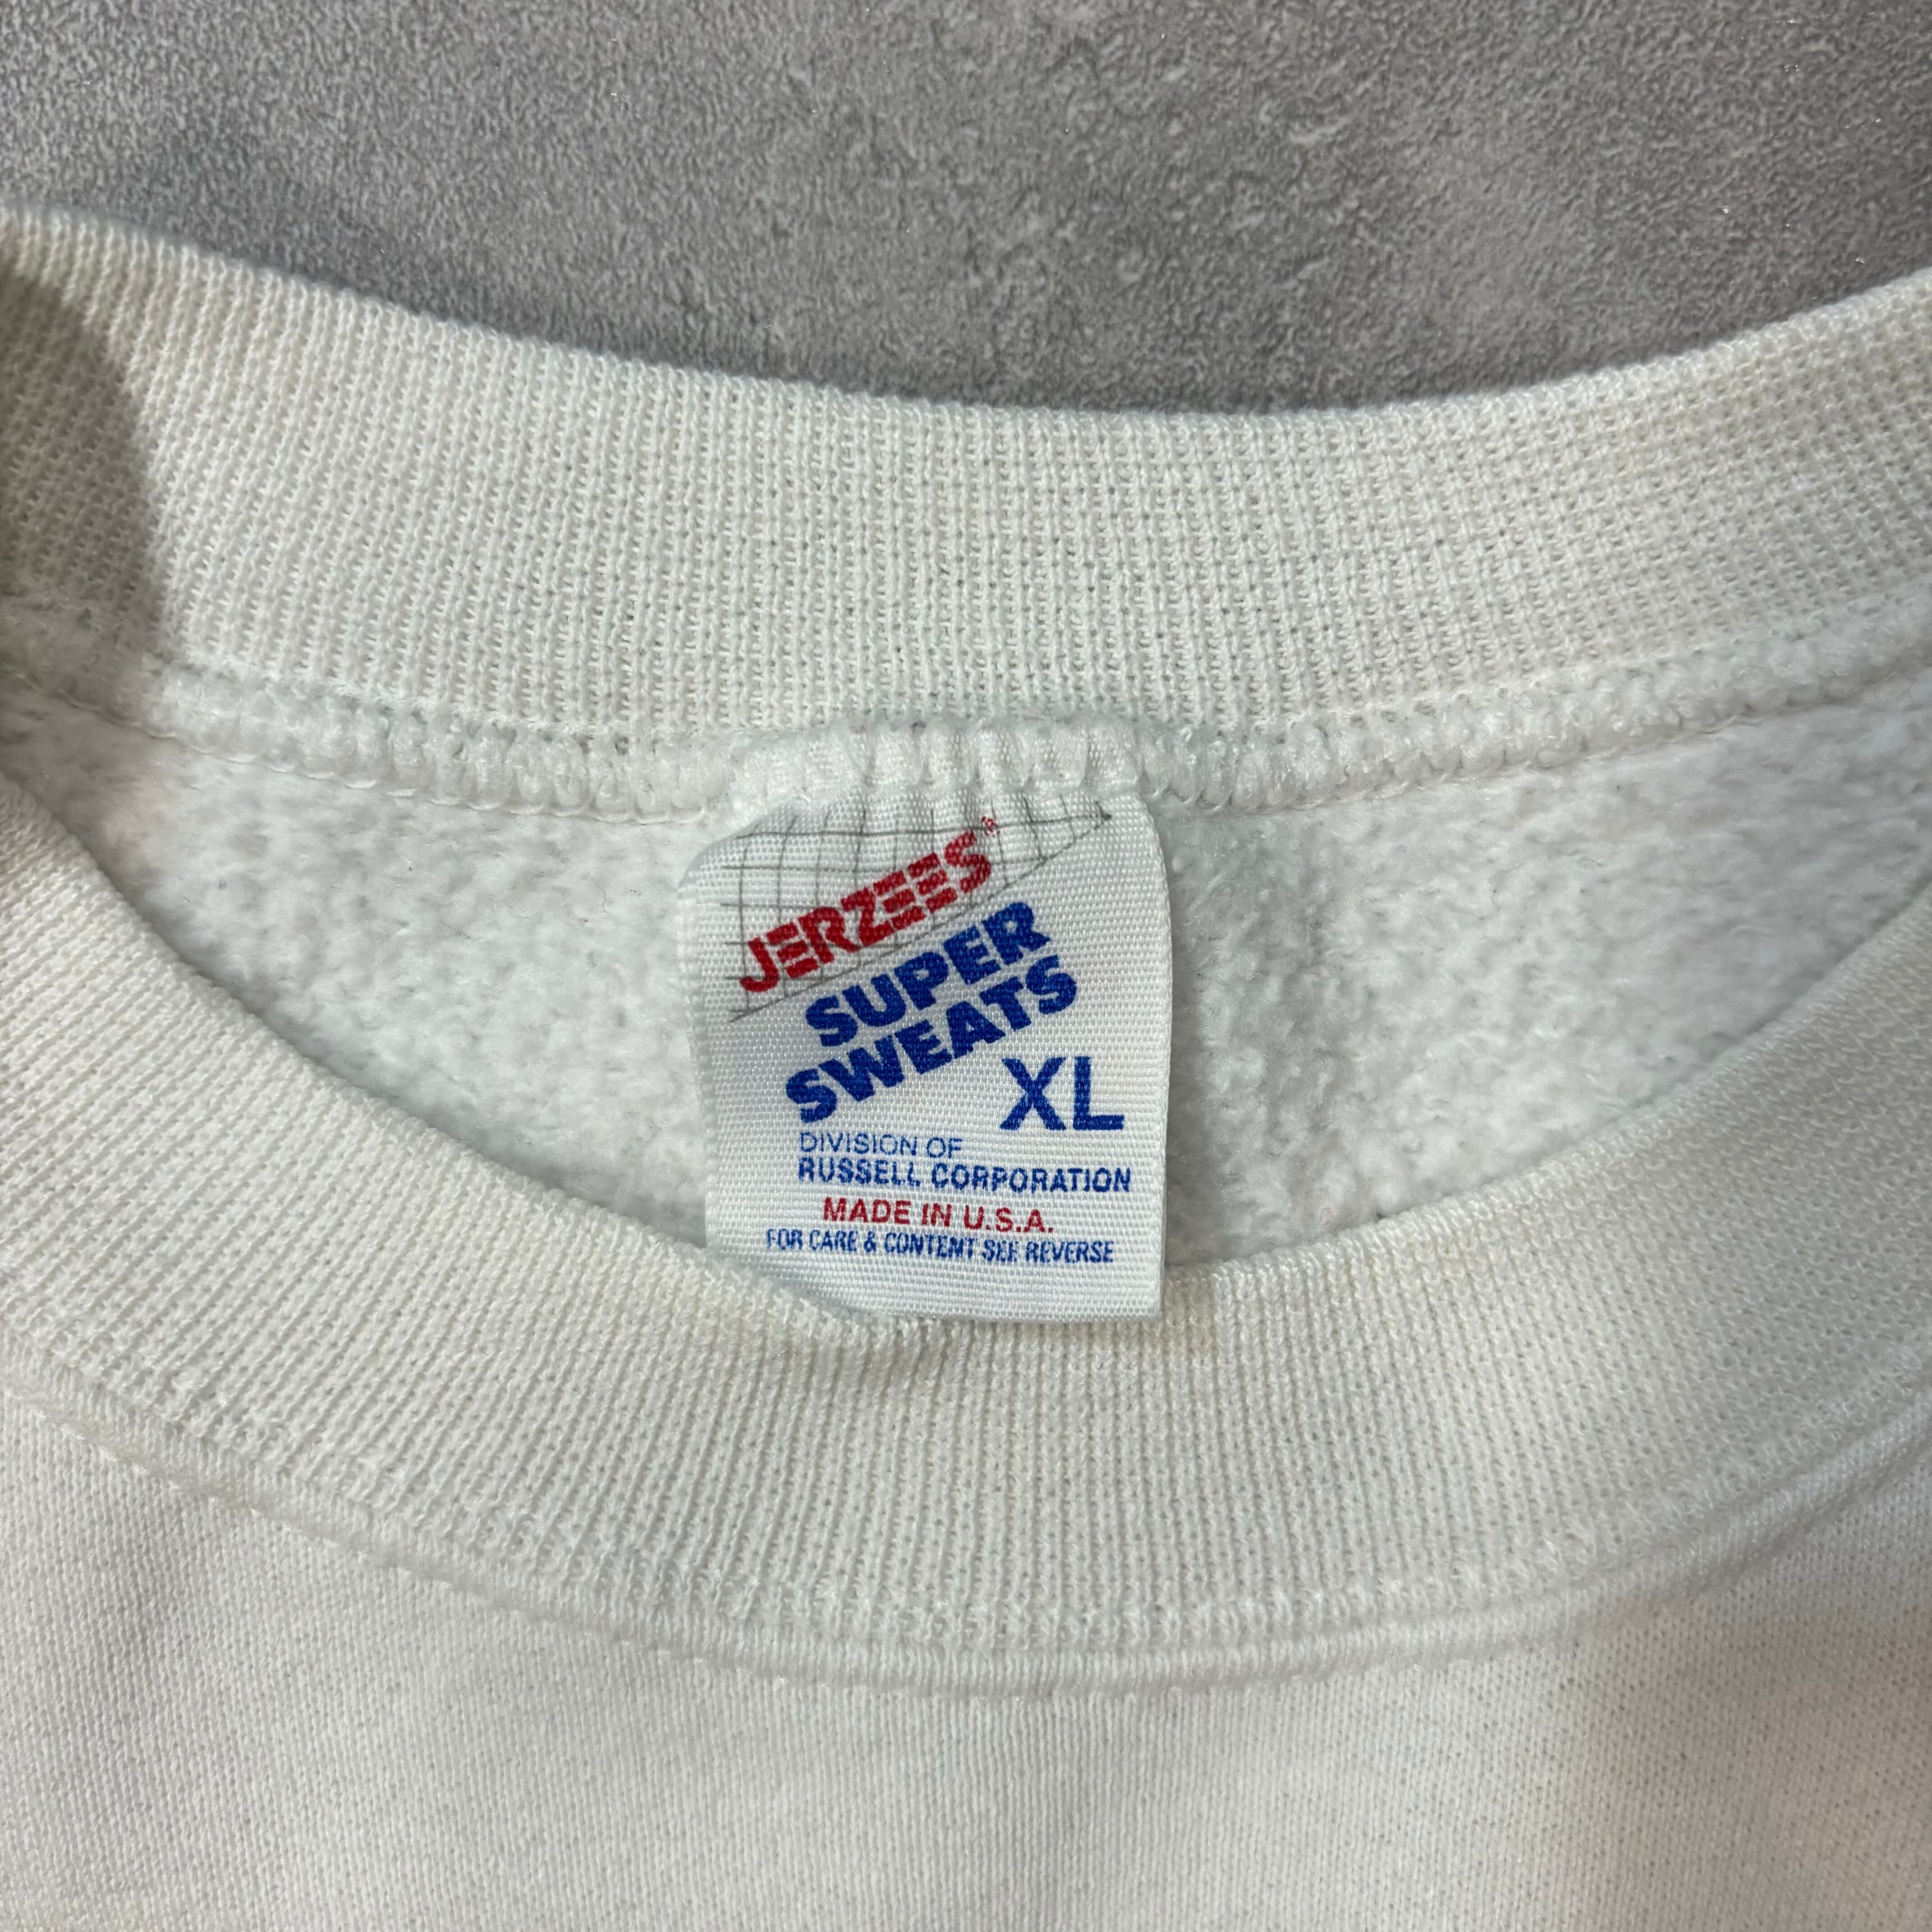 JERZEES®
SUPER
SWEATS
XL
DIVISION OF
RUSSELL CORPORATION
MADE IN U.S.A.
FOR CARE & CONTENT SEE REVERSE